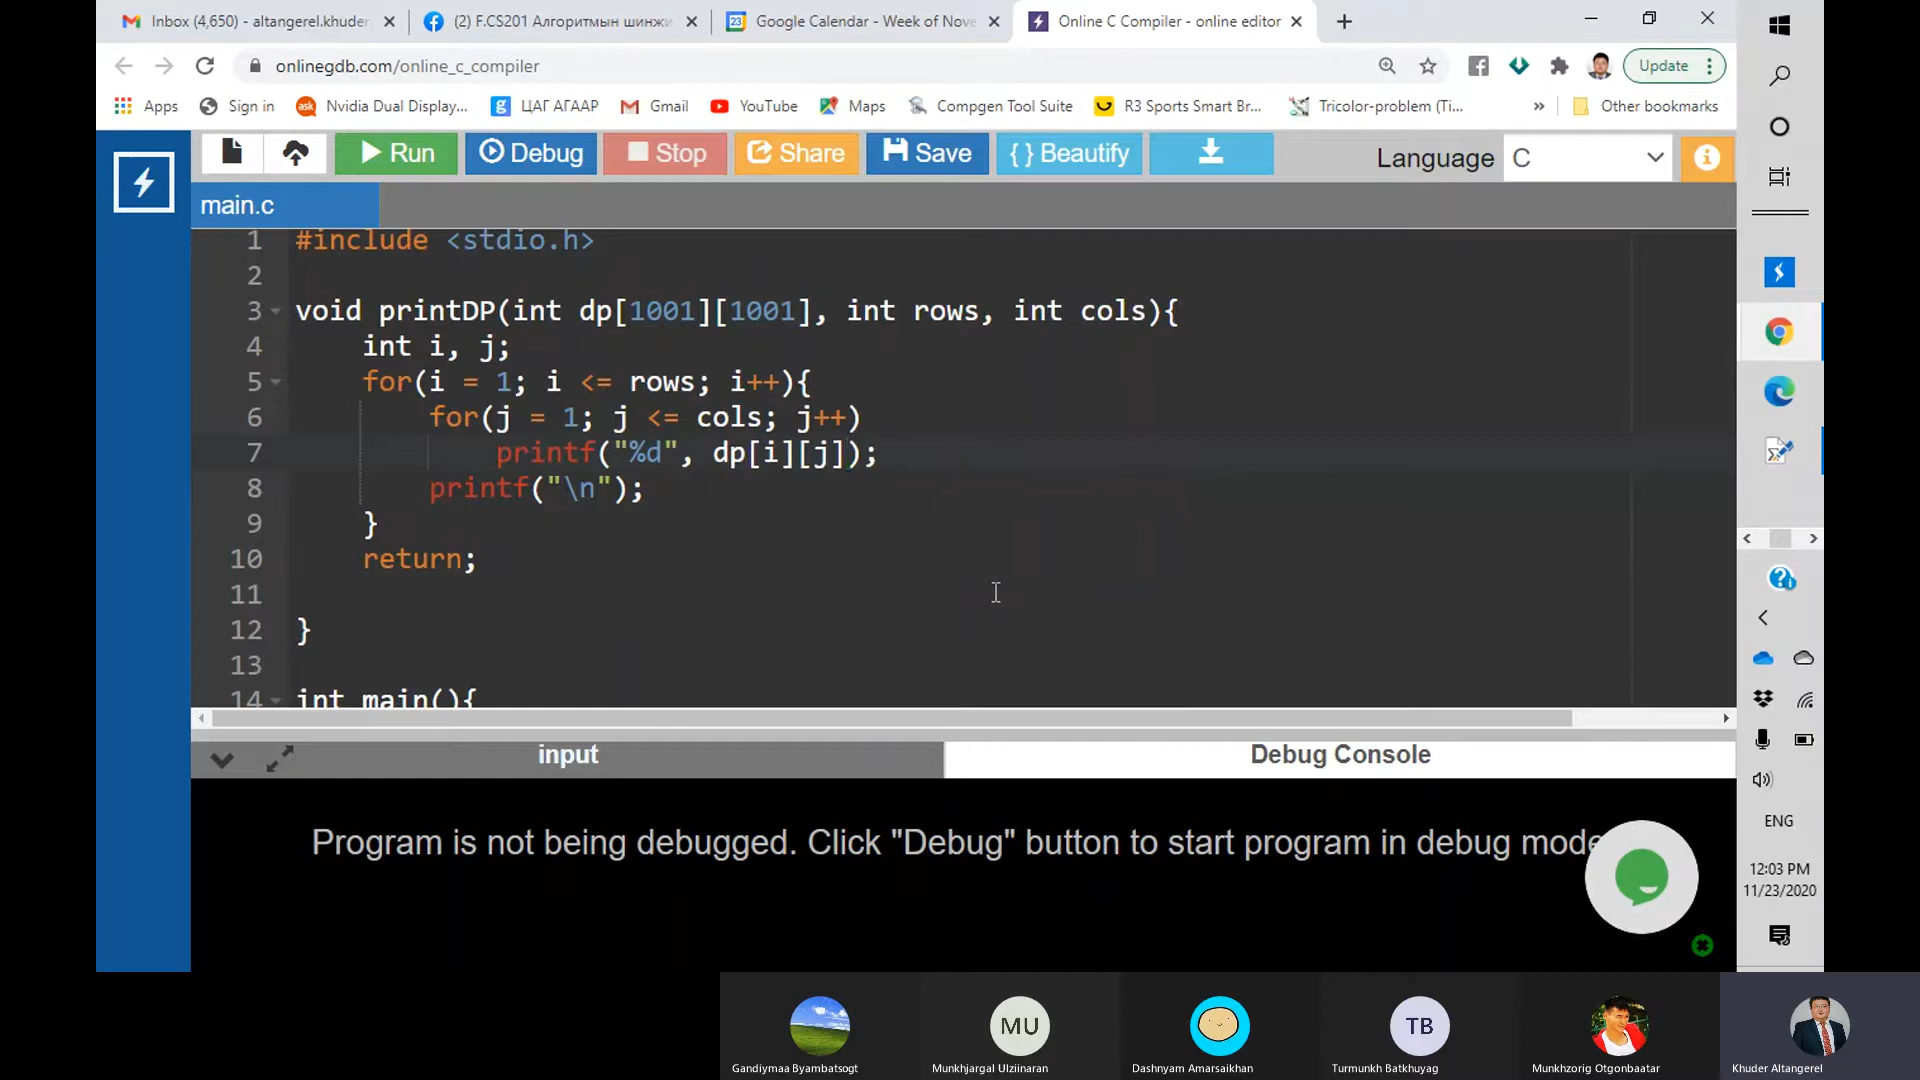 Inbox (4,650) - altangerel.khuder
(2) F.CS201 Алгоритмын шинжи
23
Google Calendar - Week of Nove
Online C Compiler - online editor
onlinegdb.com/online_c_compiler
Update
Apps
Sign in
ask
Nvidia Dual Display...
g
ЦАГ АГААР
Gmail
YouTube
Maps
Compgen Tool Suite
R3 Sports Smart Br...
Tricolor-problem (Ti...
»
Other bookmarks
Run
Debug
Stop
Share
Save
{ } Beautify
Language
C
main.c
1 #include <stdio.h>
2
3 void printDP(int dp[1001][1001], int rows, int cols){
4 int i, j;
5 for(i = 1; i <= rows; i++){
6 for(j = 1; j <= cols; j++)
7 printf("%d", dp[i][j]);
8 printf("\n");
9 }
10 return;
11
12 }
13
14 int main(){
input
Debug Console
Program is not being debugged. Click "Debug" button to start program in debug mode
ENG
12:03 PM
11/23/2020
MU
TB
Gandiymaa Byambatsogt
Munkhjargal Ulziinaran
Dashnyam Amarsaikhan
Turmunkh Batkhuyag
Munkhzorig Otgonbaatar
Khuder Altangerel